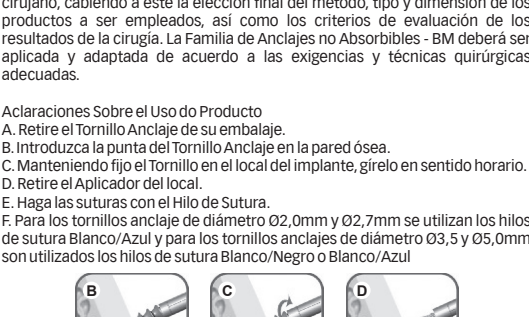 cirujano, cabiendo a este la elección final del método, tipo y dimensión de los
productos a ser empleados, así como los criterios de evaluación de los
resultados de la cirugía. La Familia de Anclajes no Absorbibles - BM deberá ser
aplicada y adaptada de acuerdo a las exigencias y técnicas quirúrgicas
adecuadas.
Aclaraciones Sobre el Uso do Producto
A. Retire el Tornillo Anclaje de su embalaje.
B. Introduzca la punta del Tornillo Anclaje en la pared ósea.
C. Manteniendo fijo el Tornillo en el local del implante, gírelo en sentido horario.
D. Retire el Aplicador del local.
E. Haga las suturas con el Hilo de Sutura.
F. Para los tornillos anclaje de diámetro Ø2,0mm y Ø2,7mm se utilizan los hilos
de sutura Blanco/Azul y para los tornillos anclajes de diámetro Ø3,5 y Ø5,0mm
son utilizados los hilos de sutura Blanco/Negro o Blanco/Azul
B C D